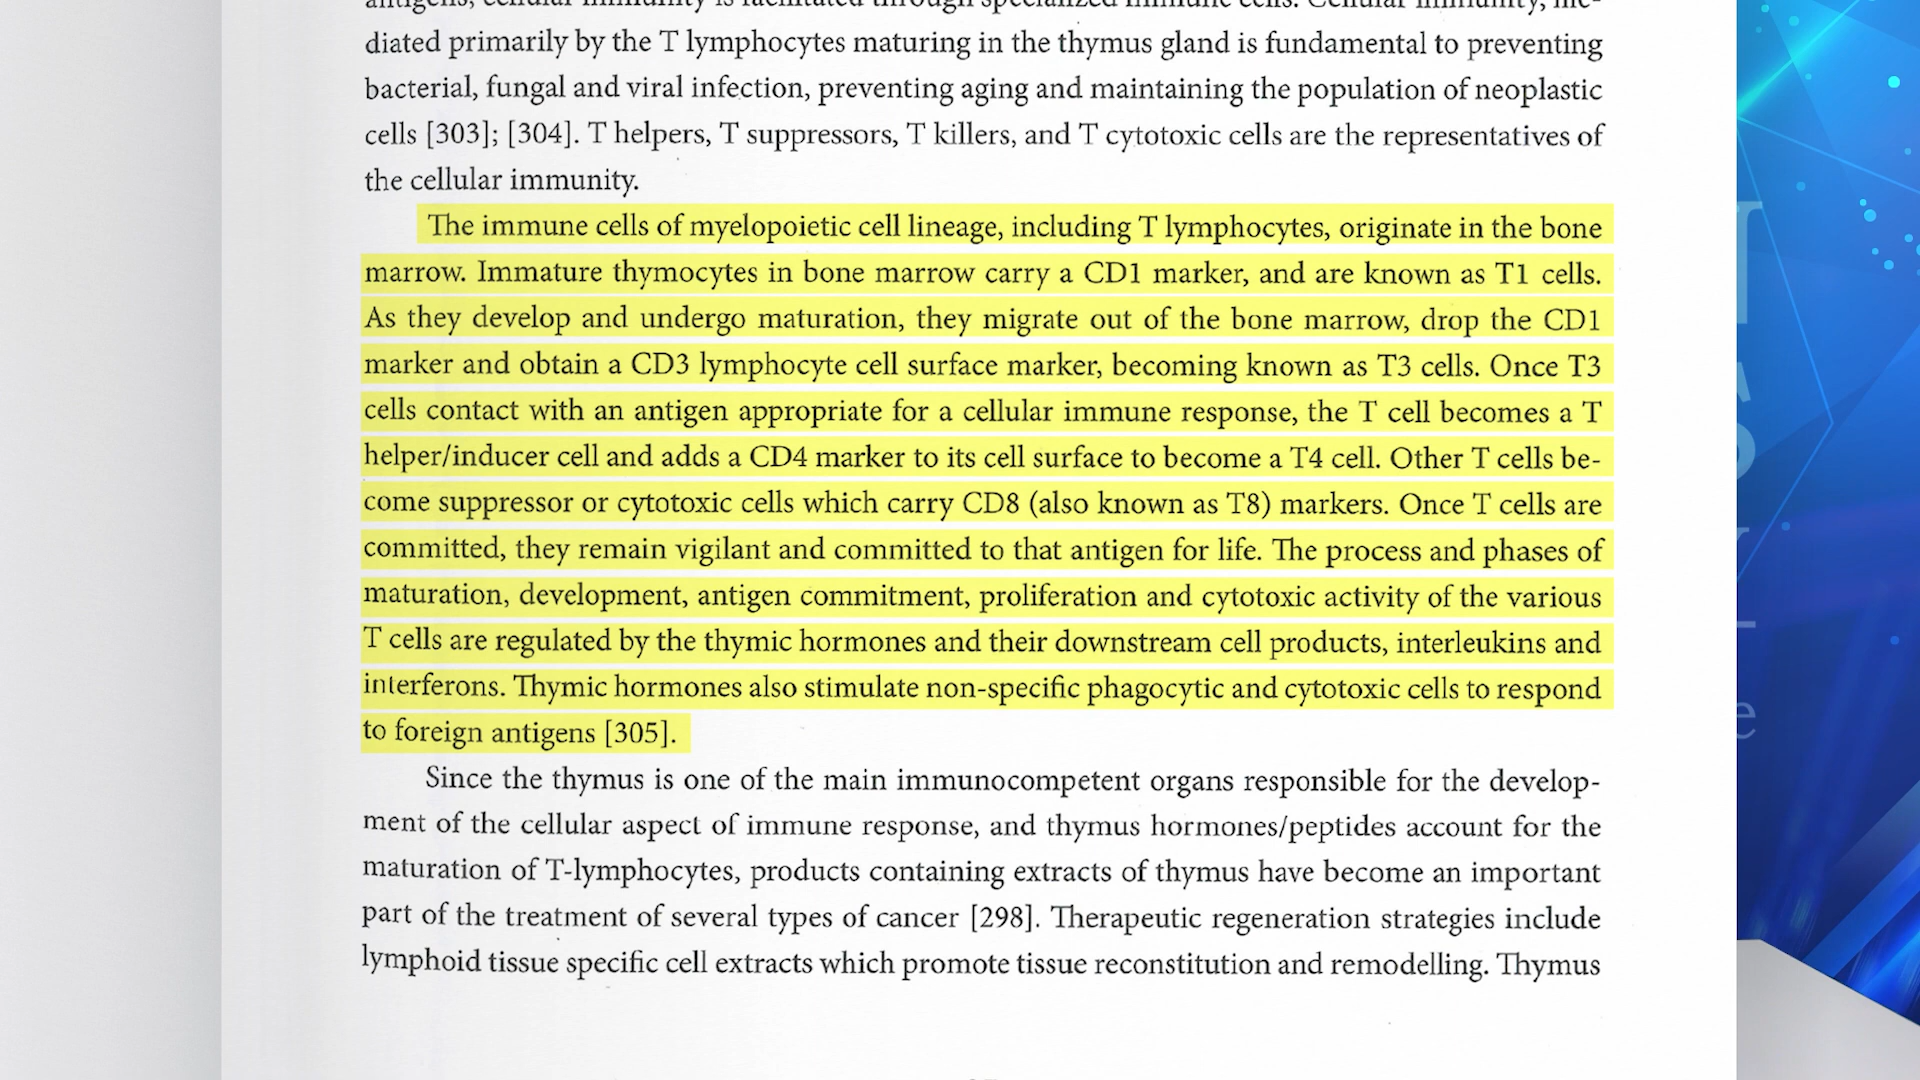 antigens, cellular immunity is facilitated through specialized immune cells. Cellular immunity, me-
diated primarily by the T lymphocytes maturing in the thymus gland is fundamental to preventing
bacterial, fungal and viral infection, preventing aging and maintaining the population of neoplastic
cells [303]; [304]. T helpers, T suppressors, T killers, and T cytotoxic cells are the representatives of
the cellular immunity.
The immune cells of myelopoietic cell lineage, including T lymphocytes, originate in the bone
marrow. Immature thymocytes in bone marrow carry a CD1 marker, and are known as T1 cells.
As they develop and undergo maturation, they migrate out of the bone marrow, drop the CD1
marker and obtain a CD3 lymphocyte cell surface marker, becoming known as T3 cells. Once T3
cells contact with an antigen appropriate for a cellular immune response, the T cell becomes a T
helper/inducer cell and adds a CD4 marker to its cell surface to become a T4 cell. Other T cells be-
come suppressor or cytotoxic cells which carry CD8 (also known as T8) markers. Once T cells are
committed, they remain vigilant and committed to that antigen for life. The process and phases of
maturation, development, antigen commitment, proliferation and cytotoxic activity of the various
T cells are regulated by the thymic hormones and their downstream cell products, interleukins and
interferons. Thymic hormones also stimulate non-specific phagocytic and cytotoxic cells to respond
to foreign antigens [305].
Since the thymus is one of the main immunocompetent organs responsible for the develop-
ment of the cellular aspect of immune response, and thymus hormones/peptides account for the
maturation of T-lymphocytes, products containing extracts of thymus have become an important
part of the treatment of several types of cancer [298]. Therapeutic regeneration strategies include
lymphoid tissue specific cell extracts which promote tissue reconstitution and remodelling. Thymus